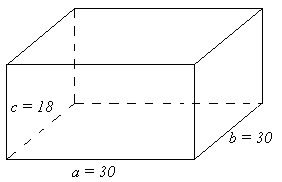 c = 18
b = 30
a = 30